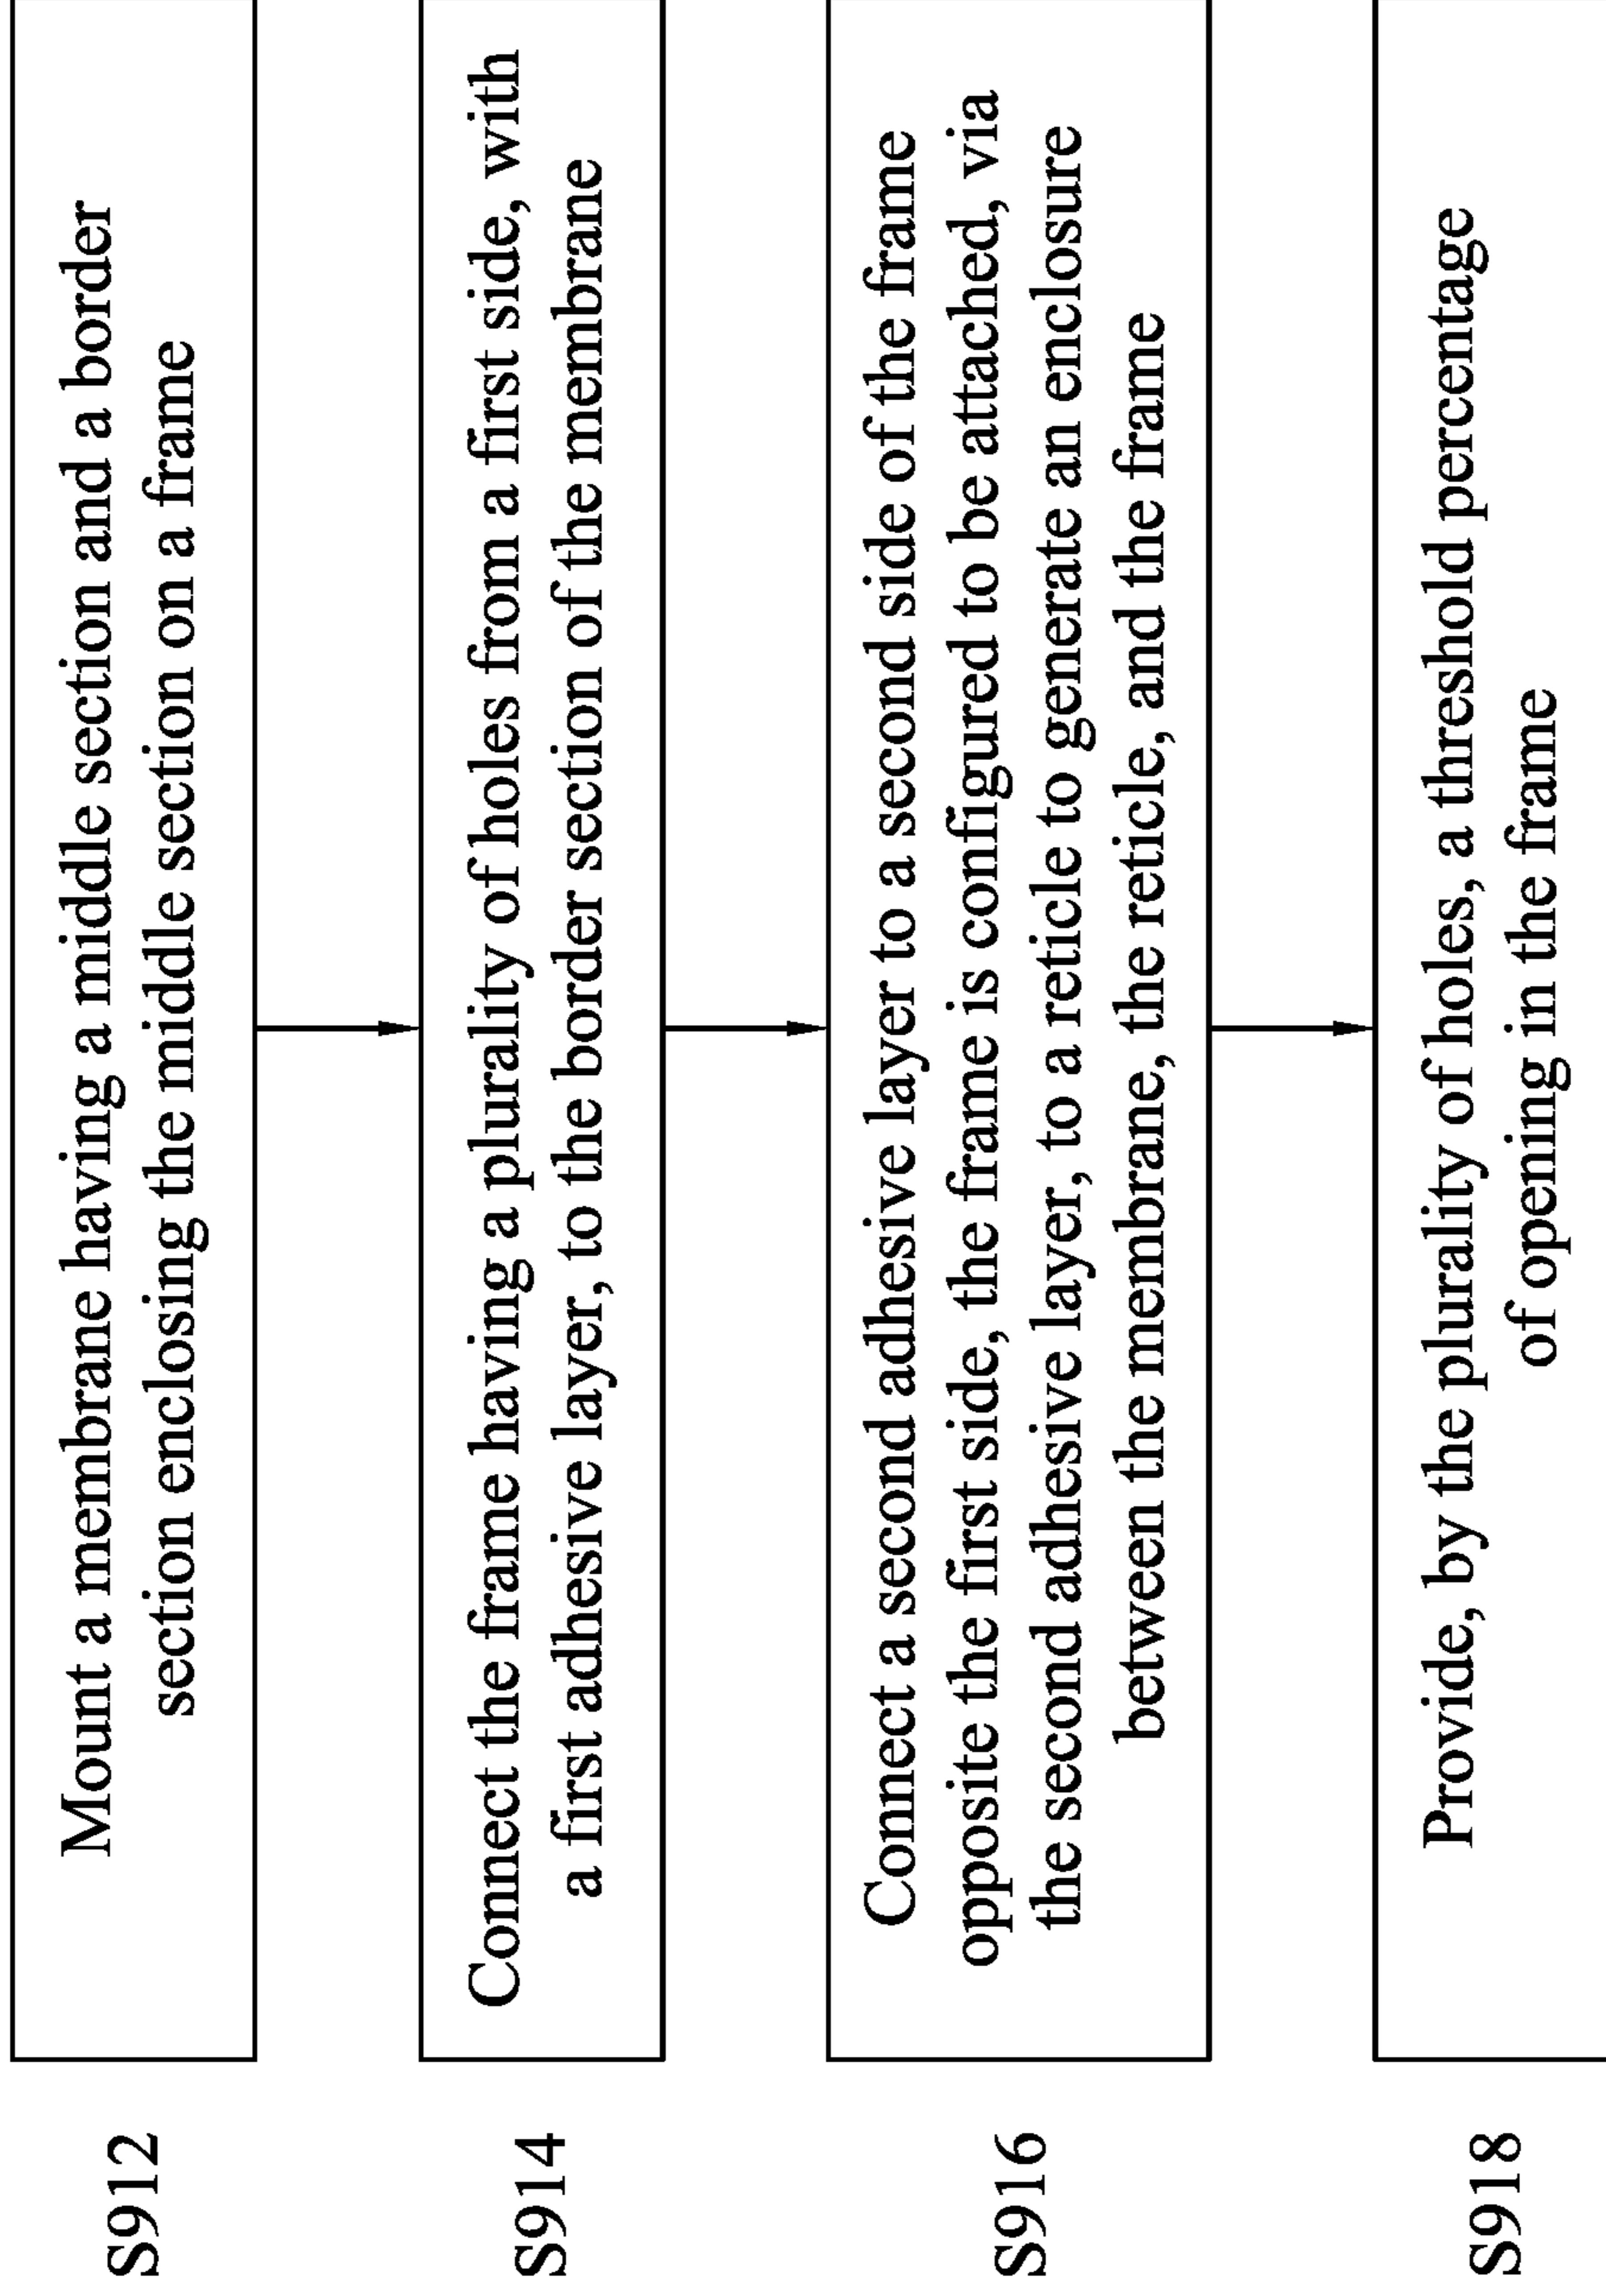 S912
Mount a membrane having a middle section and a border
section enclosing the middle section on a frame
S914
Connect the frame having a plurality of holes from a first side, with
a first adhesive layer, to the border section of the membrane
S916
Connect a second adhesive layer to a second side of the frame
opposite the first side, the frame is configured to be attached, via
the second adhesive layer, to a reticle to generate an enclosure
between the membrane, the reticle, and the frame
S918
Provide, by the plurality of holes, a threshold percentage
of opening in the frame